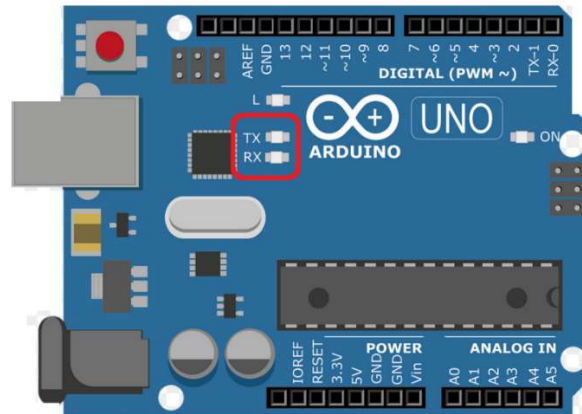 AREF
GND
13
12
~11
~10
~9
8
7
~6
~5
4
~3
2
TX-1
RX-0
DIGITAL (PWM ~)
L
TX
RX
- +
UNO
ARDUINO
ON
IOREF
RESET
3.3V
5V
GND
GND
Vin
POWER
ANALOG IN
A0
A1
A2
A3
A4
A5